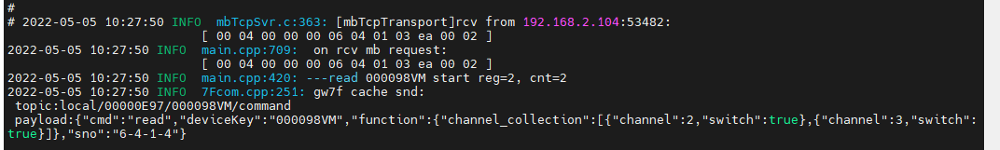 #
# 2022-05-05 10:27:50 INFO  mbTcpSvr.c:363: [mbTcpTransport]rcv from 192.168.2.104:53482:
[ 00 04 00 00 00 06 04 01 03 ea 00 02 ]
2022-05-05 10:27:50 INFO  main.cpp:709:  on rcv mb request:
[ 00 04 00 00 00 06 04 01 03 ea 00 02 ]
2022-05-05 10:27:50 INFO  main.cpp:420: ---read 000098VM start reg=2, cnt=2
2022-05-05 10:27:50 INFO  7Fcom.cpp:251: gw7f cache snd:
topic:local/00000E97/000098VM/command
payload:{"cmd":"read","deviceKey":"000098VM","function":{"channel_collection":[{"channel":2,"switch":true},{"channel":3,"switch":
true}]},"sno":"6-4-1-4"}